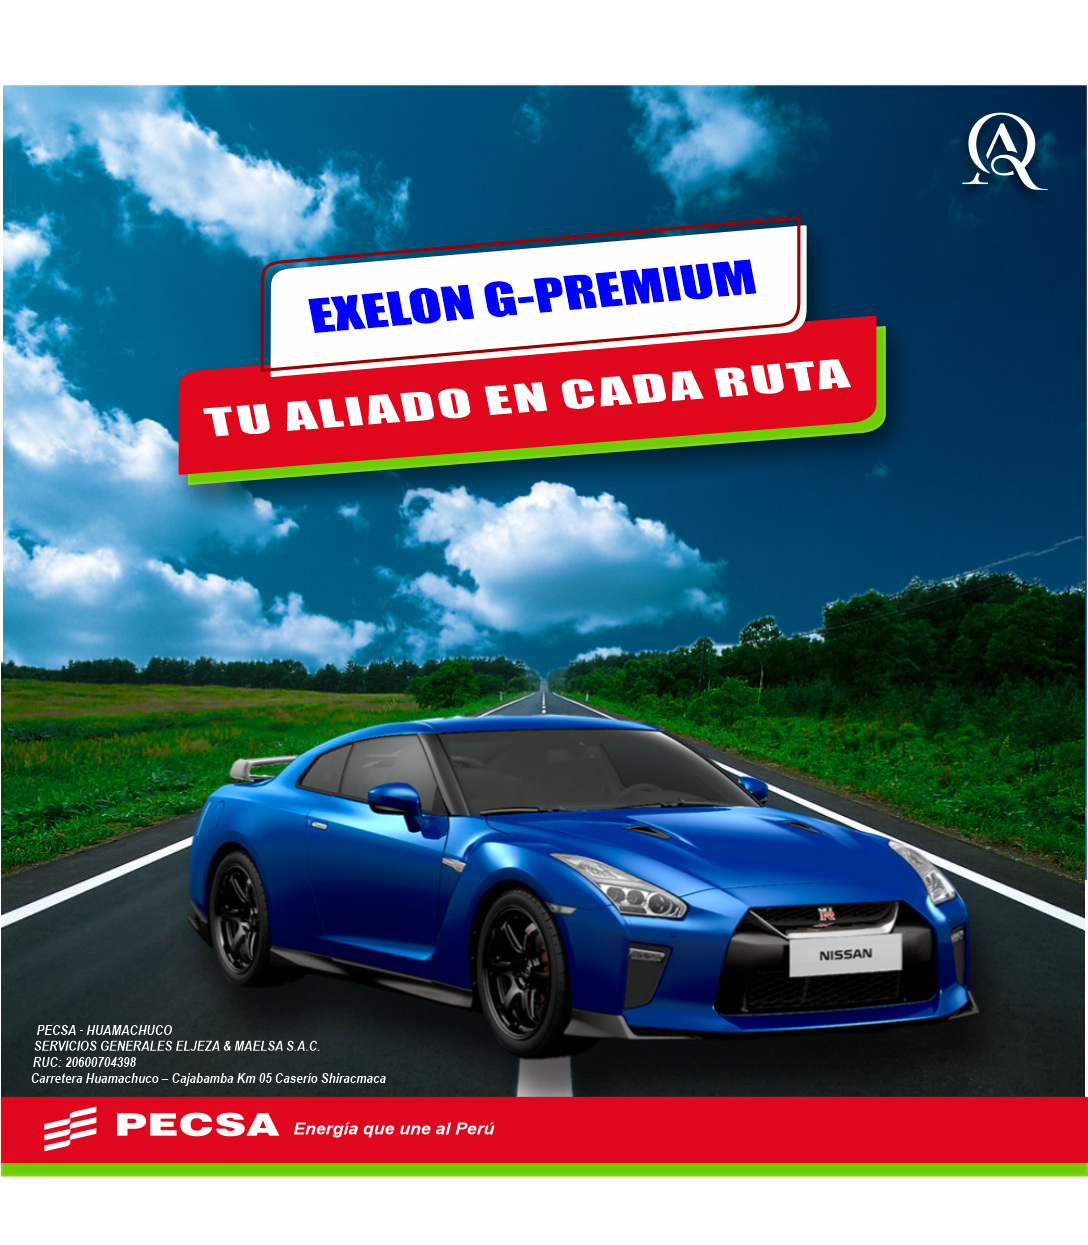 AQ
EXELON G-PREMIUM
TU ALIADO EN CADA RUTA
NISSAN
PECSA - HUAMACHUCO
SERVICIOS GENERALES ELJEZA & MAELSA S.A.C.
RUC: 20600704398
Carretera Huamachuco – Cajabamba Km 05 Caserío Shiracmaca
PECSA Energía que une al Perú